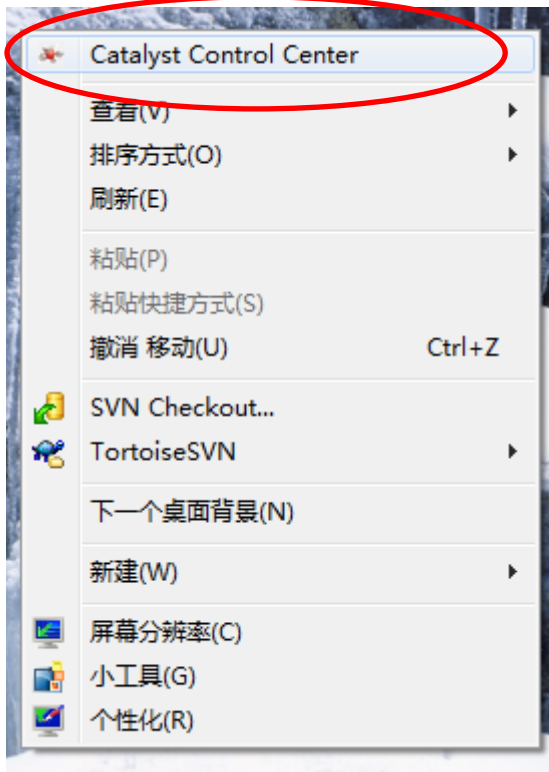 Catalyst Control Center
查看(V)
排序方式(O)
刷新(E)
粘贴(P)
粘贴快捷方式(S)
撤消 移动(U) Ctrl+Z
SVN Checkout...
TortoiseSVN
下一个桌面背景(N)
新建(W)
屏幕分辨率(C)
小工具(G)
个性化(R)